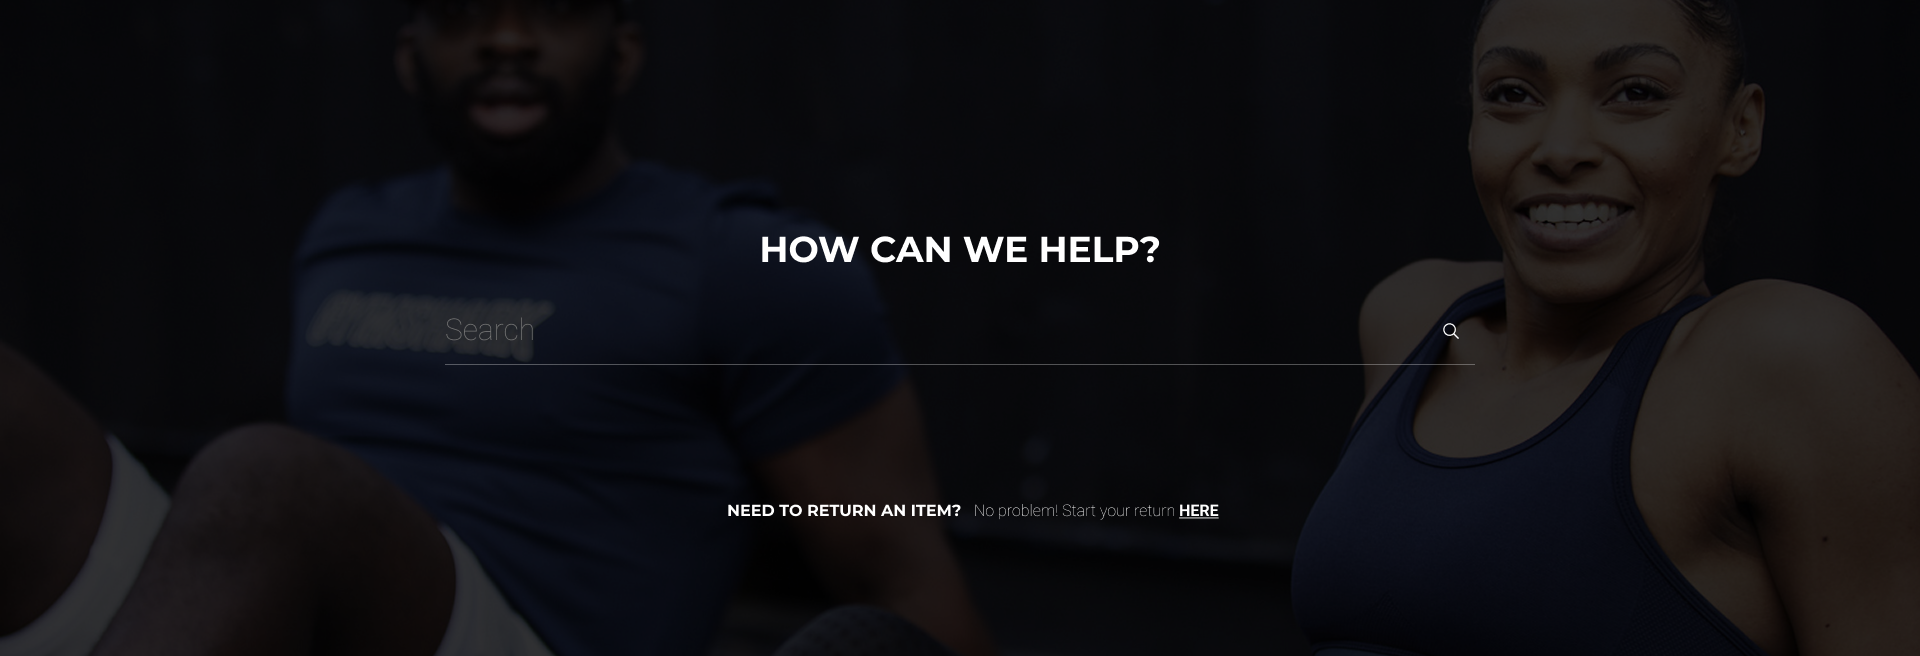 HOW CAN WE HELP?
Search
NEED TO RETURN AN ITEM? No problem! Start your return HERE